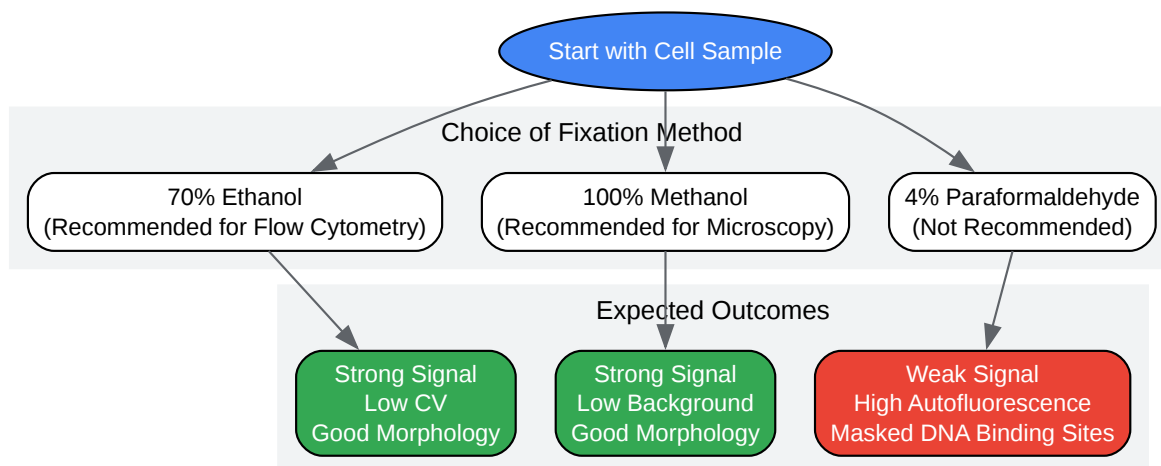 Start with Cell Sample
Choice of Fixation Method
70% Ethanol
(Recommended for Flow Cytometry)
100% Methanol
(Recommended for Microscopy)
4% Paraformaldehyde
(Not Recommended)
Expected Outcomes
Strong Signal
Low CV
Good Morphology
Strong Signal
Low Background
Good Morphology
Weak Signal
High Autofluorescence
Masked DNA Binding Sites